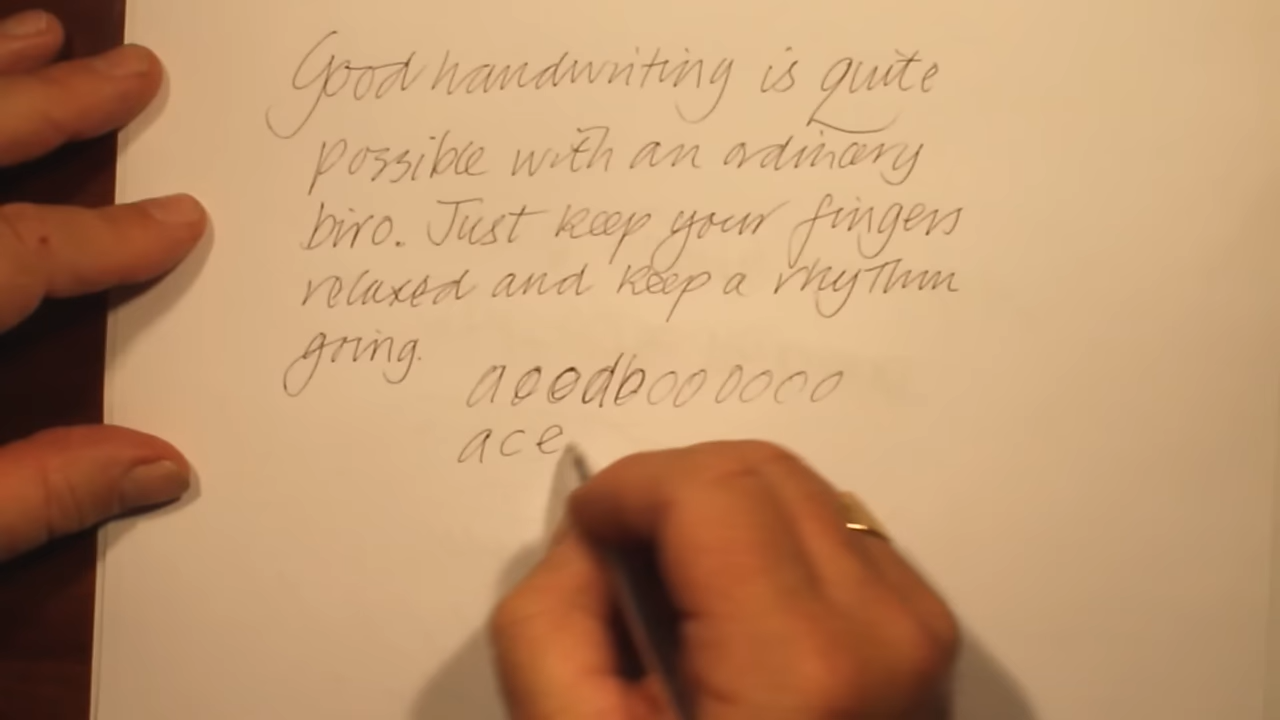 Good handwriting is quite
possible with an ordinary
biro. Just keep your fingers
relaxed and keep a rhythm
going.
aoodbooooco
ace